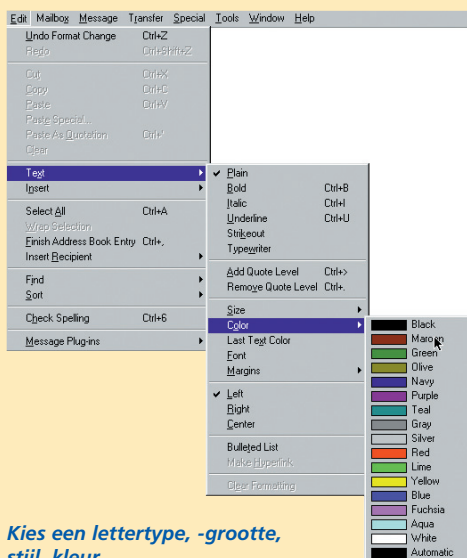 Edit Mailbox Message Transfer Special Tools Window Help
Undo Format Change Ctrl+Z
Redo Ctrl+Shift+Z
Cut Ctrl+X
Copy Ctrl+C
Paste Ctrl+V
Paste Special...
Paste As Quotation Ctrl+'
Clear
Text
Insert
Select All Ctrl+A
Wrap Selection
Finish Address Book Entry Ctrl+,
Insert Recipient
Find
Sort
Check Spelling Ctrl+6
Message Plug-ins
Plain
Bold Ctrl+B
Italic Ctrl+I
Underline Ctrl+U
Strikeout
Typewriter
Add Quote Level Ctrl+>
Remove Quote Level Ctrl+.
Size
Color
Last Text Color
Font
Margins
Left
Right
Center
Bulleted List
Make Hyperlink
Clear Formatting
Black
Maroon
Green
Olive
Navy
Purple
Teal
Gray
Silver
Red
Lime
Yellow
Blue
Fuchsia
Aqua
White
Automatic
Kies een lettertype, -grootte,
stijl, kleur